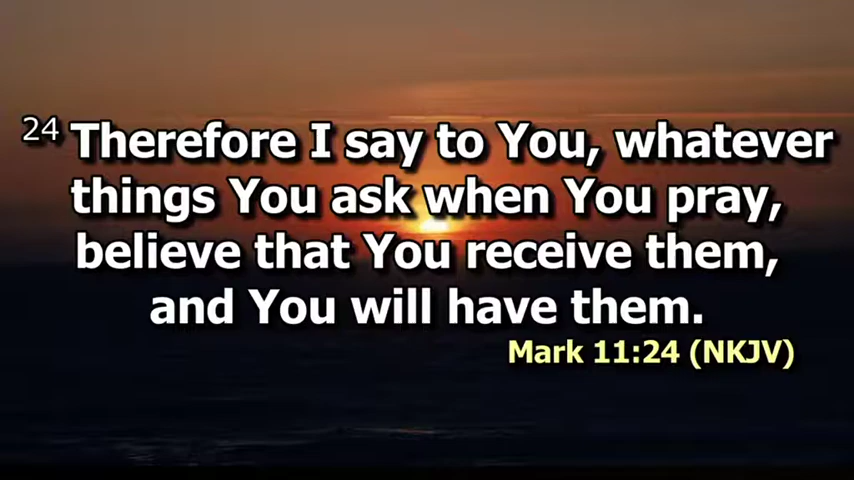 24 Therefore I say to You, whatever
things You ask when You pray,
believe that You receive them,
and You will have them.
Mark 11:24 (NKJV)